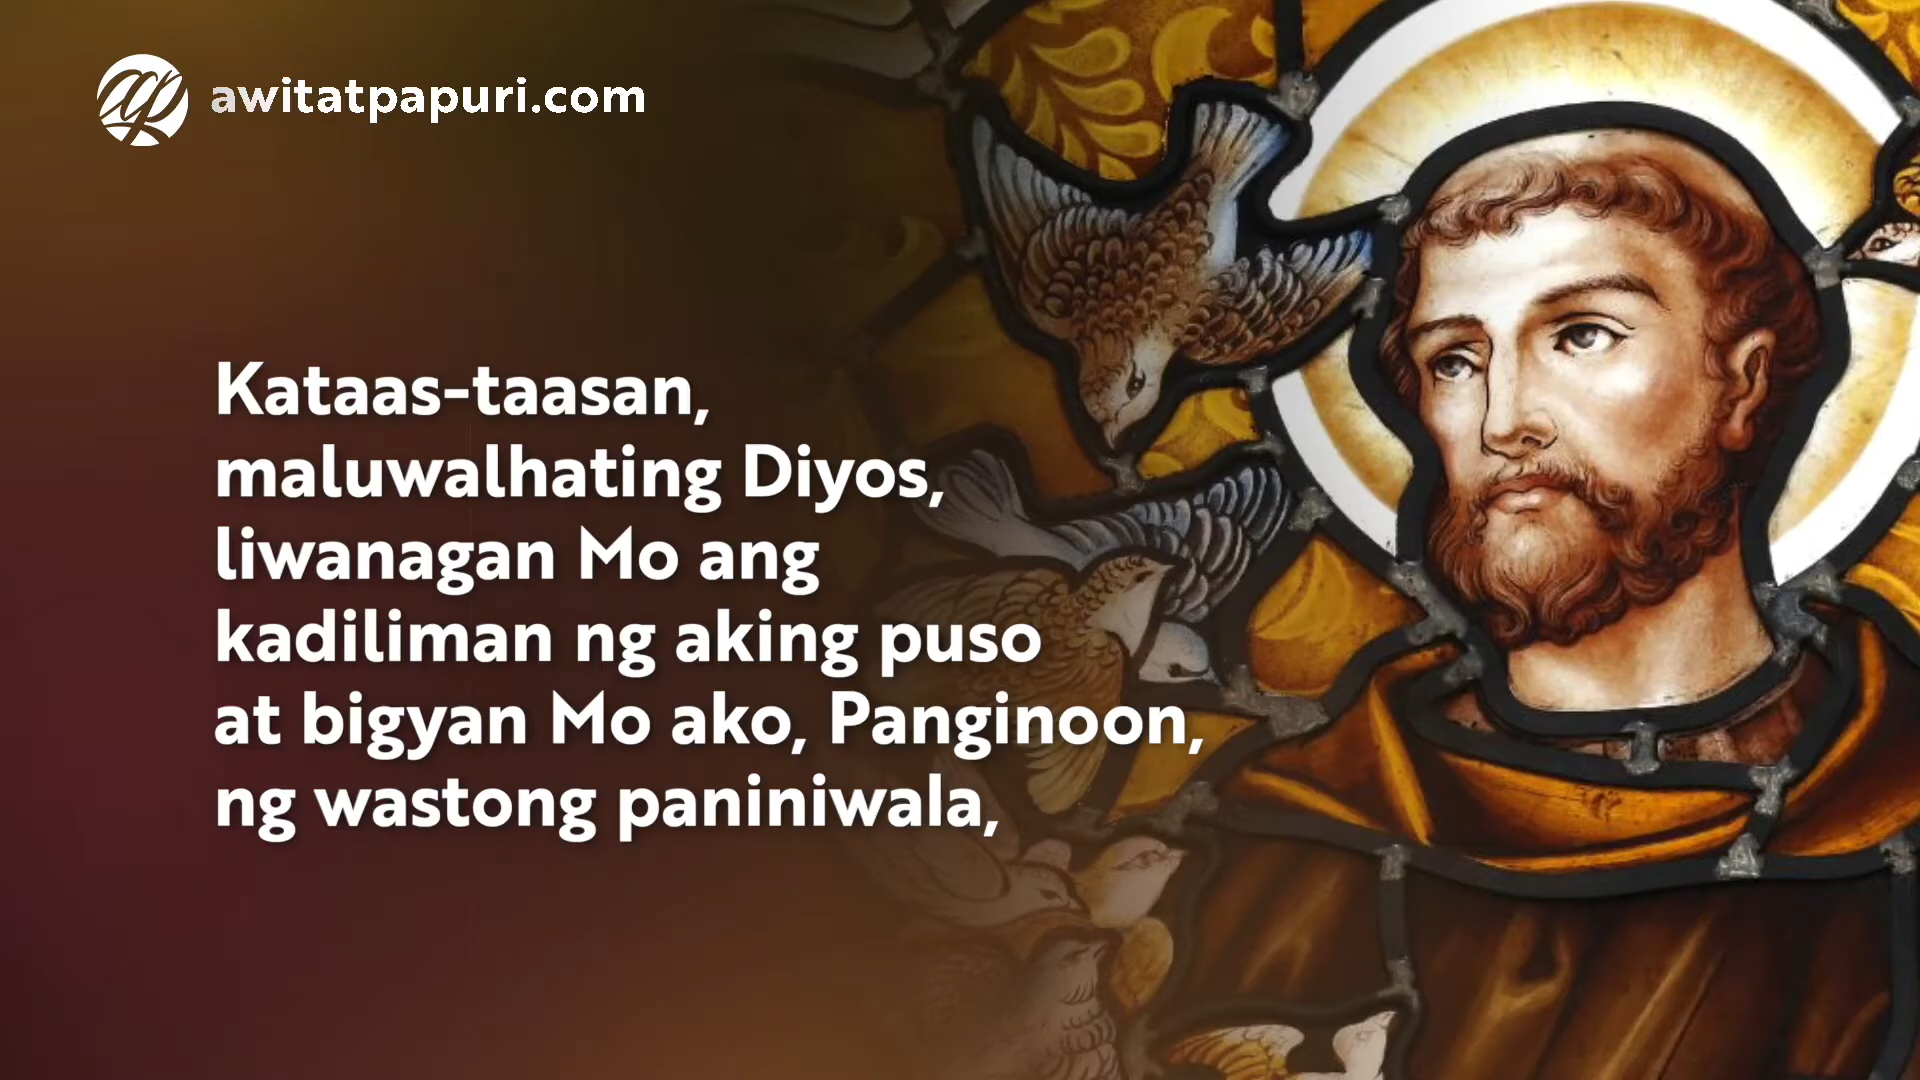 awitatpapuri.com
Kataas-taasan,
maluwalhating Diyos,
liwanagan Mo ang
kadiliman ng aking puso
at bigyan Mo ako, Panginoon,
ng wastong paniniwala,